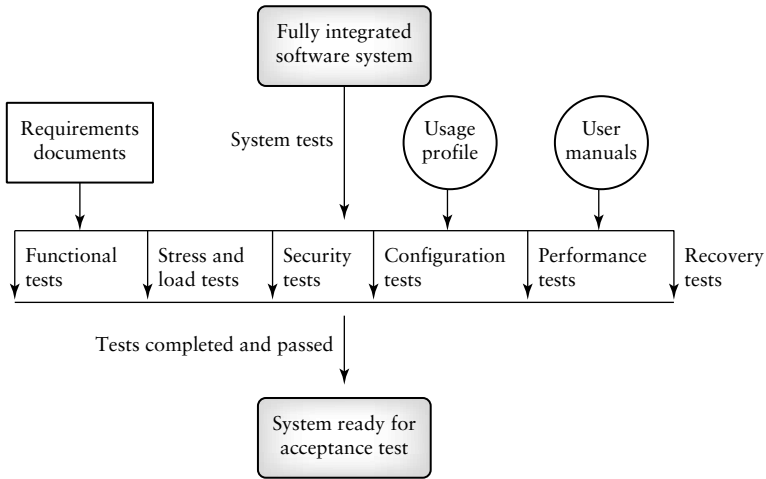 Fully integrated
software system
Requirements
documents
System tests
Usage
profile
User
manuals
Functional
tests
Stress and
load tests
Security
tests
Configuration
tests
Performance
tests
Recovery
tests
Tests completed and passed
System ready for
acceptance test